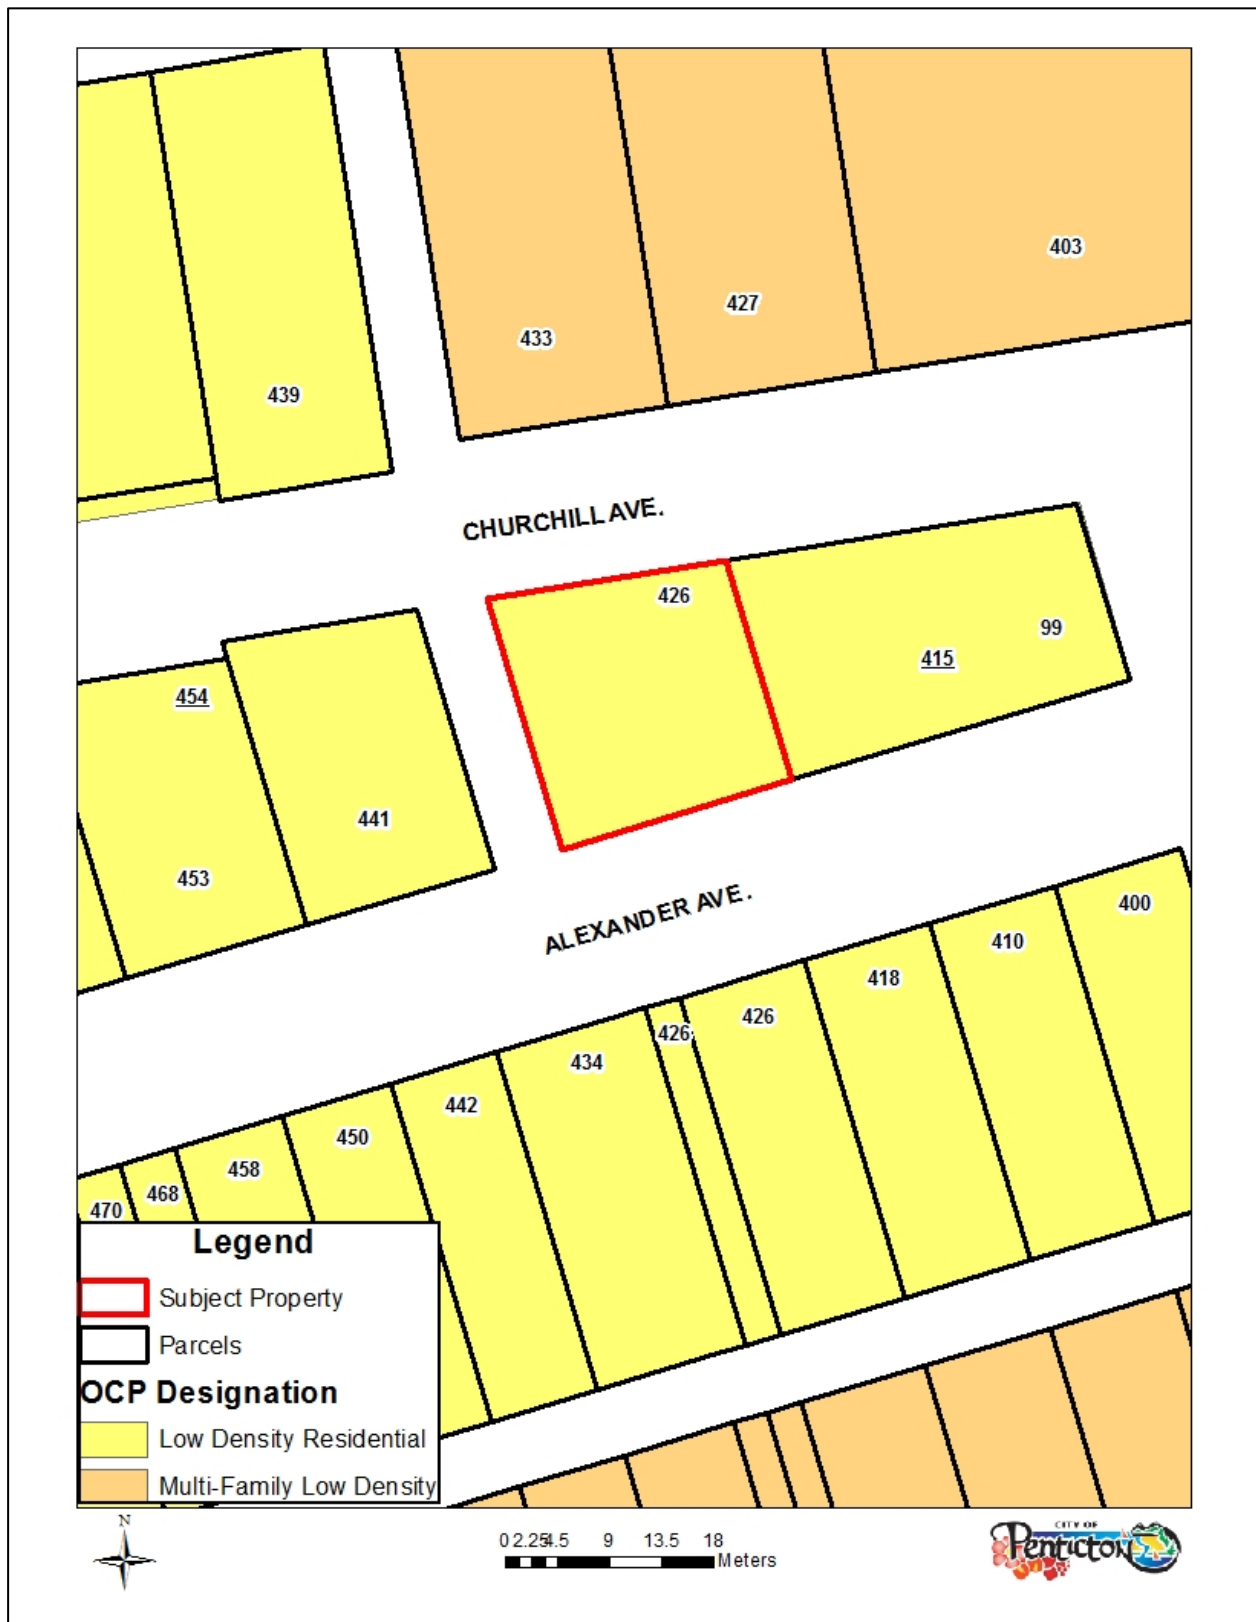 403
427
433
439
CHURCHILL AVE.
426
99
415
454
441
453
ALEXANDER AVE.
400
410
418
426
426
434
442
450
458
468
470
Legend
Subject Property
Parcels
OCP Designation
Low Density Residential
Multi-Family Low Density
N
0 2.25 4.5 9 13.5 18
Meters
CITY OF
Penticton